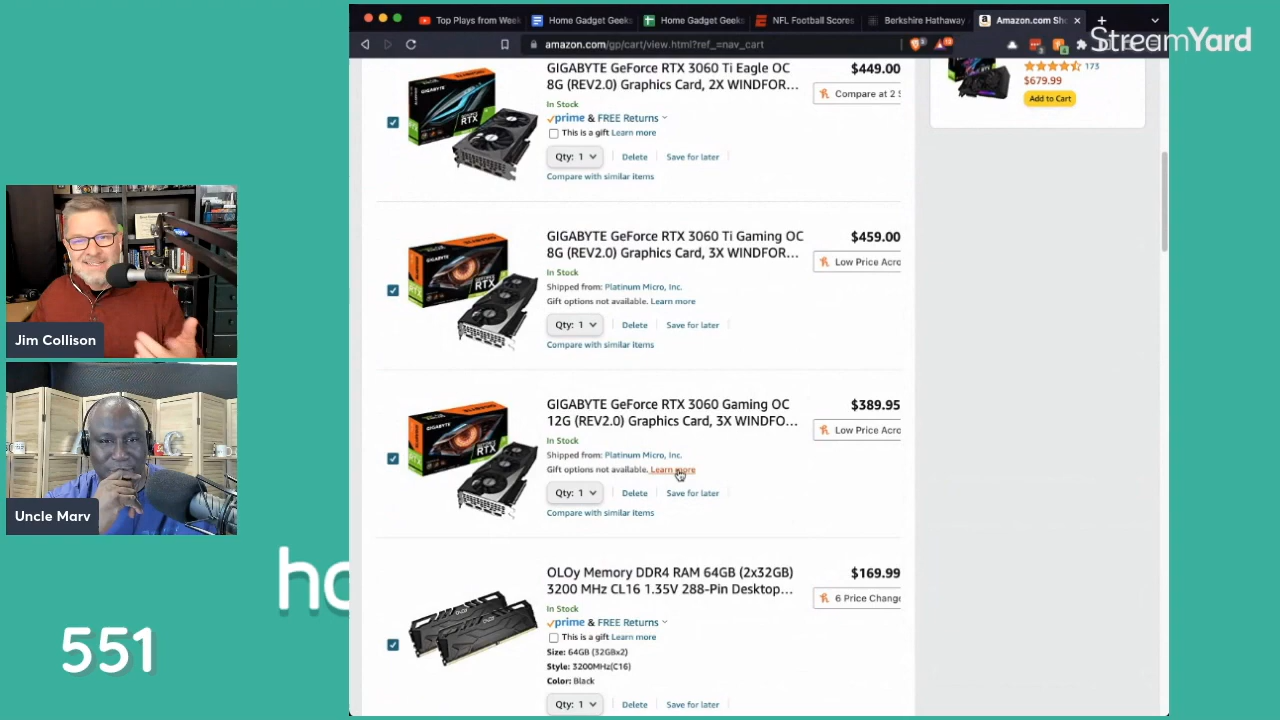 Top Plays from Week
Home Gadget Geeks
Home Gadget Geeks
NFL Football Scores
Berkshire Hathaway
Amazon.com Sho
StreamYard
amazon.com/gp/cart/view.html?ref_=nav_cart
GIGABYTE GeForce RTX 3060 Ti Eagle OC
8G (REV2.0) Graphics Card, 2X WINDFOR...
$449.00
Compare at 2 S
In Stock
prime & FREE Returns
This is a gift Learn more
Qty: 1
Delete
Save for later
Compare with similar items
173
$679.99
Add to Cart
GIGABYTE GeForce RTX 3060 Ti Gaming OC
8G (REV2.0) Graphics Card, 3X WINDFOR...
$459.00
Low Price Acro
In Stock
Shipped from: Platinum Micro, Inc.
Gift options not available. Learn more
Qty: 1
Delete
Save for later
Compare with similar items
GIGABYTE GeForce RTX 3060 Gaming OC
12G (REV2.0) Graphics Card, 3X WINDFO...
$389.95
Low Price Acro
In Stock
Shipped from: Platinum Micro, Inc.
Gift options not available. Learn more
Qty: 1
Delete
Save for later
Compare with similar items
OLOy Memory DDR4 RAM 64GB (2x32GB)
3200 MHz CL16 1.35V 288-Pin Desktop...
$169.99
6 Price Change
In Stock
prime & FREE Returns
This is a gift Learn more
Size: 64GB (32GBx2)
Style: 3200MHz(C16)
Color: Black
Qty: 1
Delete
Save for later
Jim Collison
Uncle Marv
ho
551